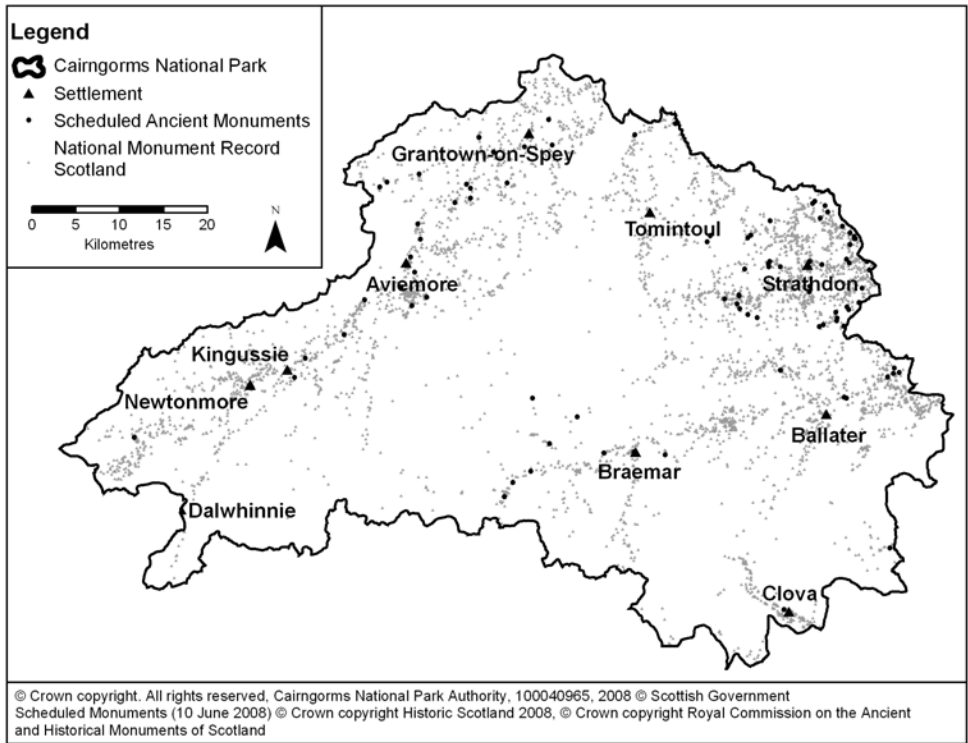 Legend
Cairngorms National Park
Settlement
Scheduled Ancient Monuments
National Monument Record
Scotland
0 5 10 15 20
Kilometres
N
Grantown-on-Spey
Tomintoul
Strathdon
Aviemore
Kingussie
Newtonmore
Ballater
Braemar
Dalwhinnie
Clova
© Crown copyright. All rights reserved, Cairngorms National Park Authority, 100040965, 2008 © Scottish Government
Scheduled Monuments (10 June 2008) © Crown copyright Historic Scotland 2008, © Crown copyright Royal Commission on the Ancient
and Historical Monuments of Scotland